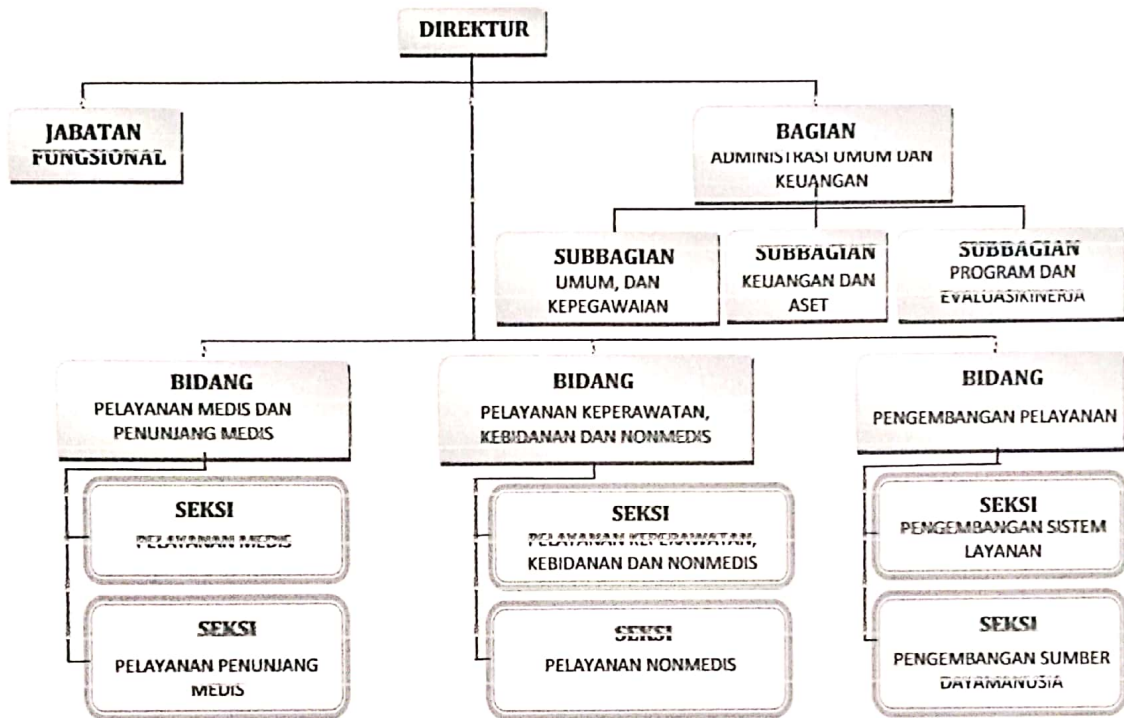 DIREKTUR
JABATAN
FUNGSIONAL
BAGIAN
ADMINISTRASI UMUM DAN
KEUANGAN
SUBBAGIAN
UMUM, DAN
KEPEGAWAIAN
SUBBAGIAN
KEUANGAN DAN
ASET
SUBBAGIAN
PROGRAM DAN
EVALUASIKINERJA
BIDANG
PELAYANAN MEDIS DAN
PENUNJANG MEDIS
BIDANG
PELAYANAN KEPERAWATAN,
KEBIDANAN DAN NONMEDIS
BIDANG
PENGEMBANGAN PELAYANAN
SEKSI
PELAYANAN MEDIS
SEKSI
PELAYANAN KEPERAWATAN,
KEBIDANAN DAN NONMEDIS
SEKSI
PENGEMBANGAN SISTEM
LAYANAN
SEKSI
PELAYANAN PENUNJANG
MEDIS
SEKSI
PELAYANAN NONMEDIS
SEKSI
PENGEMBANGAN SUMBER
DAYAMANUSIA